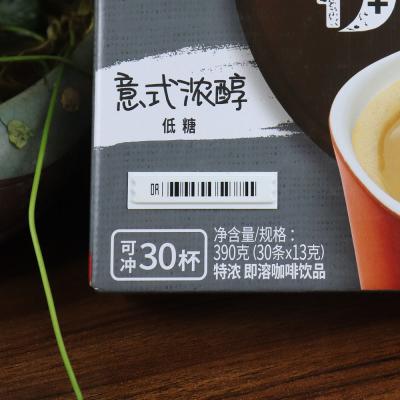 意式浓醇
低糖
DR
可冲30杯
净含量/规格：
390克 (30条x13克)
特浓 即溶咖啡饮品